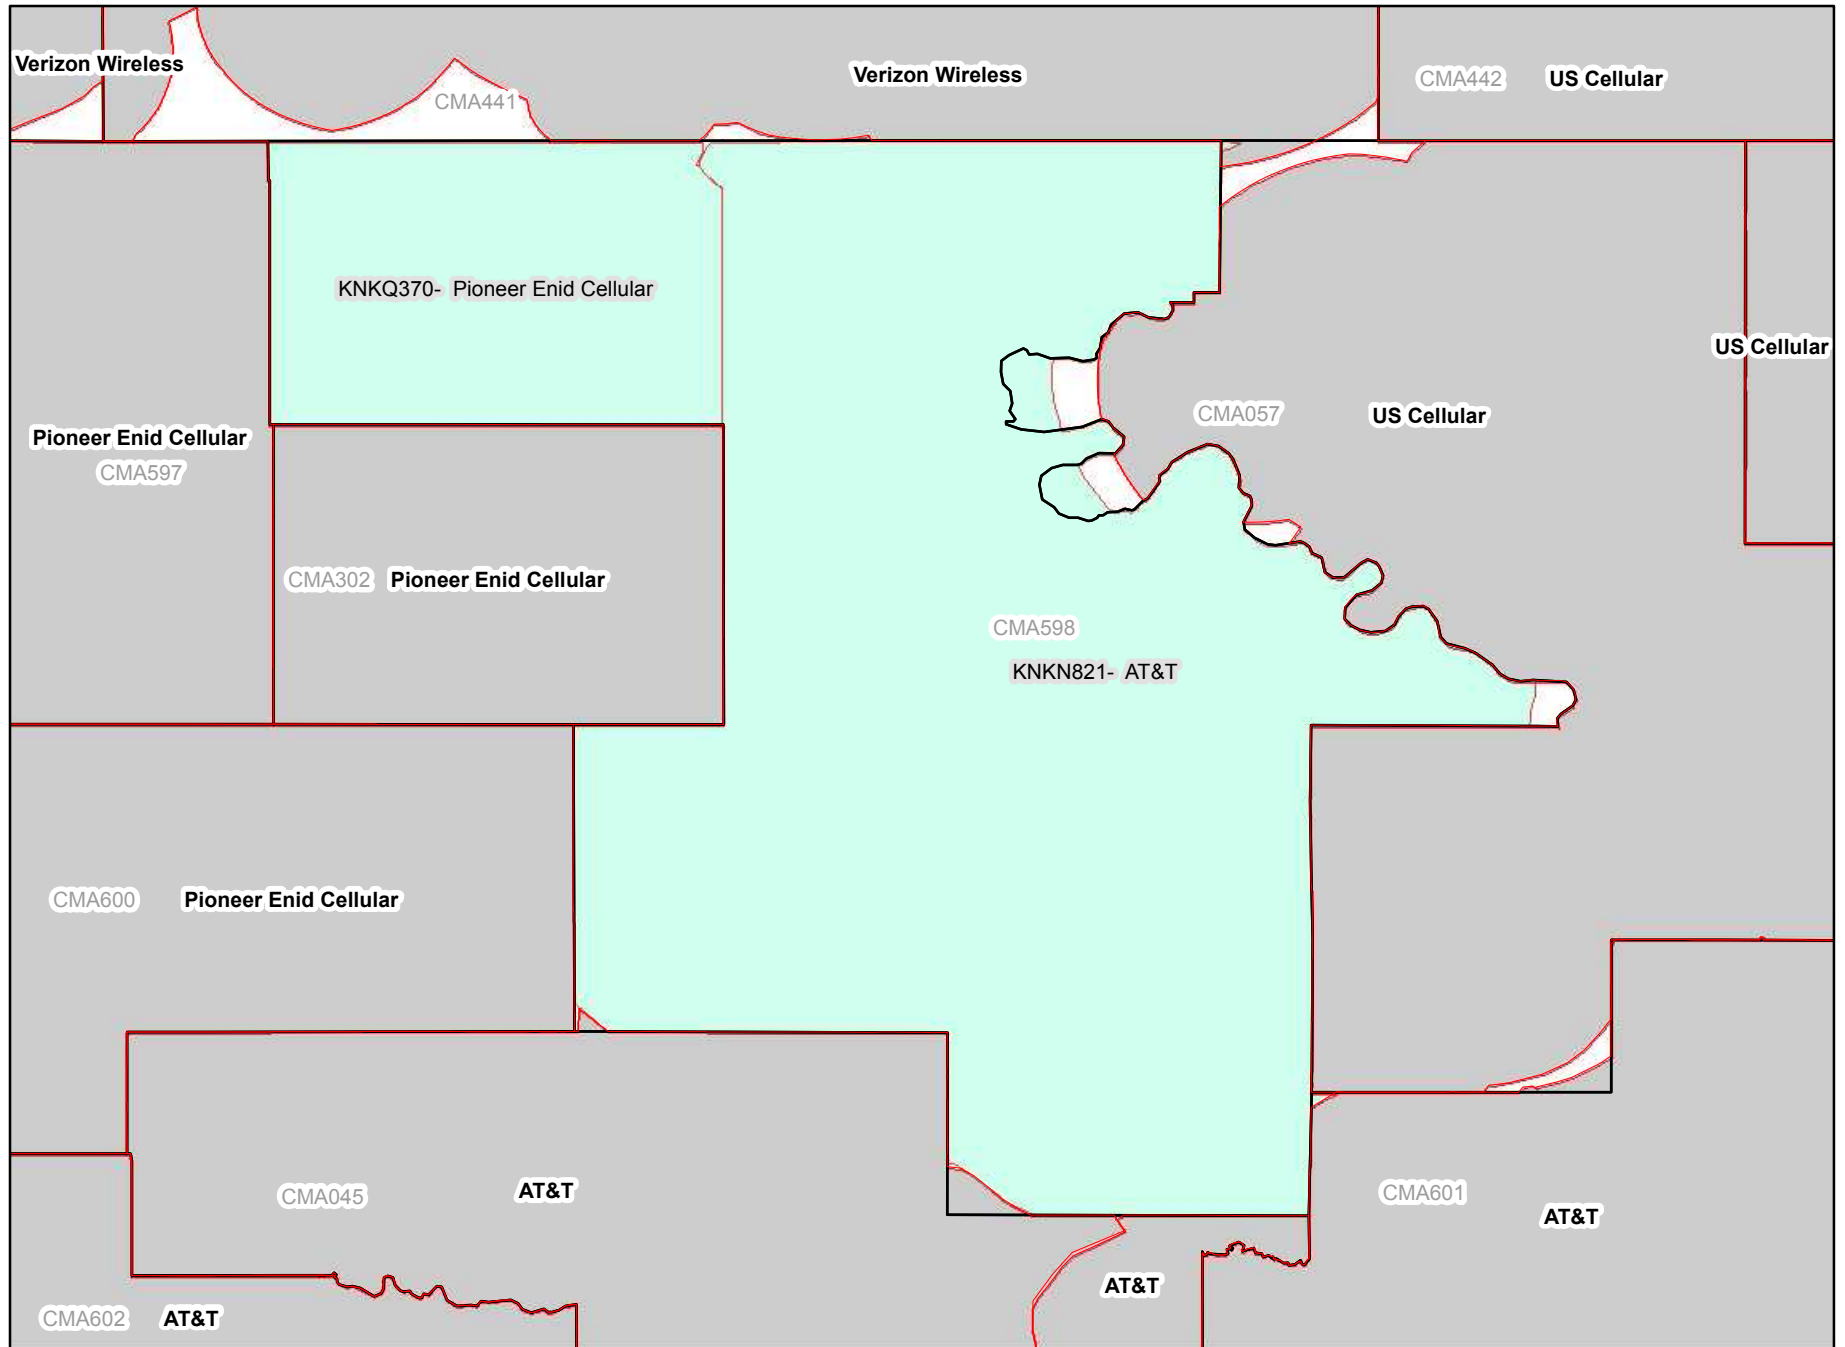 Verizon Wireless
Verizon Wireless
CMA442 US Cellular
CMA441
KNKQ370- Pioneer Enid Cellular
US Cellular
CMA057 US Cellular
Pioneer Enid Cellular
CMA597
CMA302 Pioneer Enid Cellular
CMA598
KNKN821- AT&T
CMA600 Pioneer Enid Cellular
CMA045 AT&T
CMA601
AT&T
AT&T
CMA602 AT&T